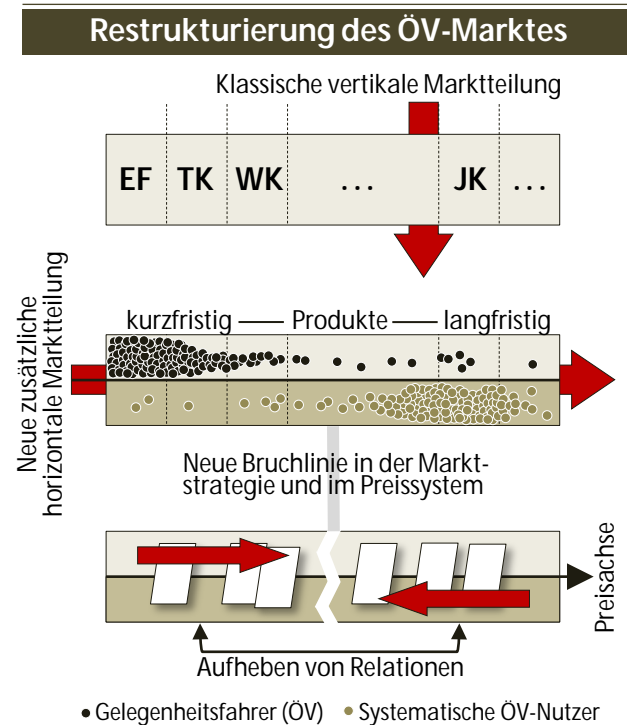 Restrukturierung des ÖV-Marktes
Klassische vertikale Marktteilung
EF TK WK ... JK ...
Neue zusätzliche
horizontale Marktteilung
kurzfristig — Produkte — langfristig
Neue Bruchlinie in der Markt-
strategie und im Preissystem
Preisachse
Aufheben von Relationen
• Gelegenheitsfahrer (ÖV) • Systematische ÖV-Nutzer